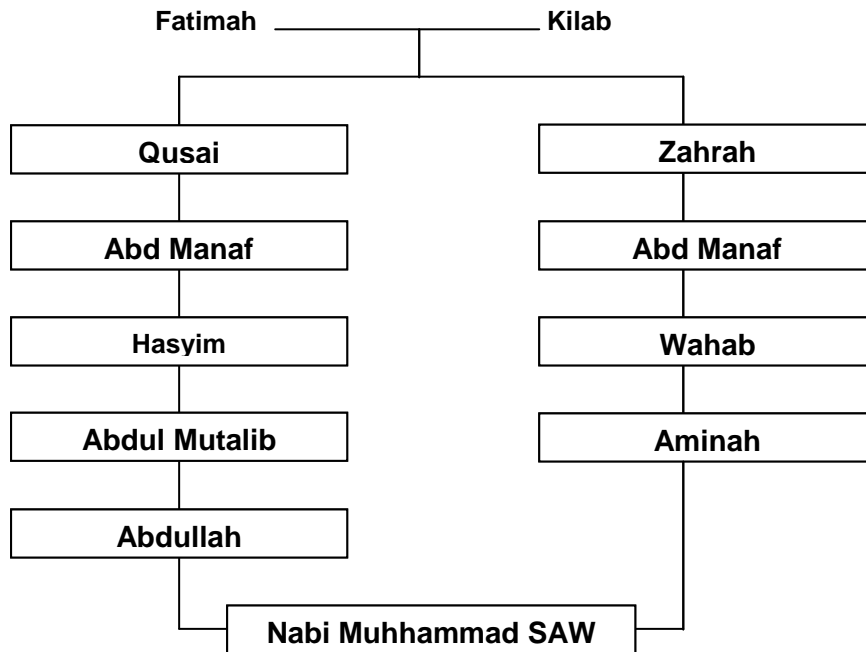 Fatimah Kilab
Qusai Zahrah
Abd Manaf Abd Manaf
Hasyim Wahab
Abdul Mutalib Aminah
Abdullah
Nabi Muhhammad SAW